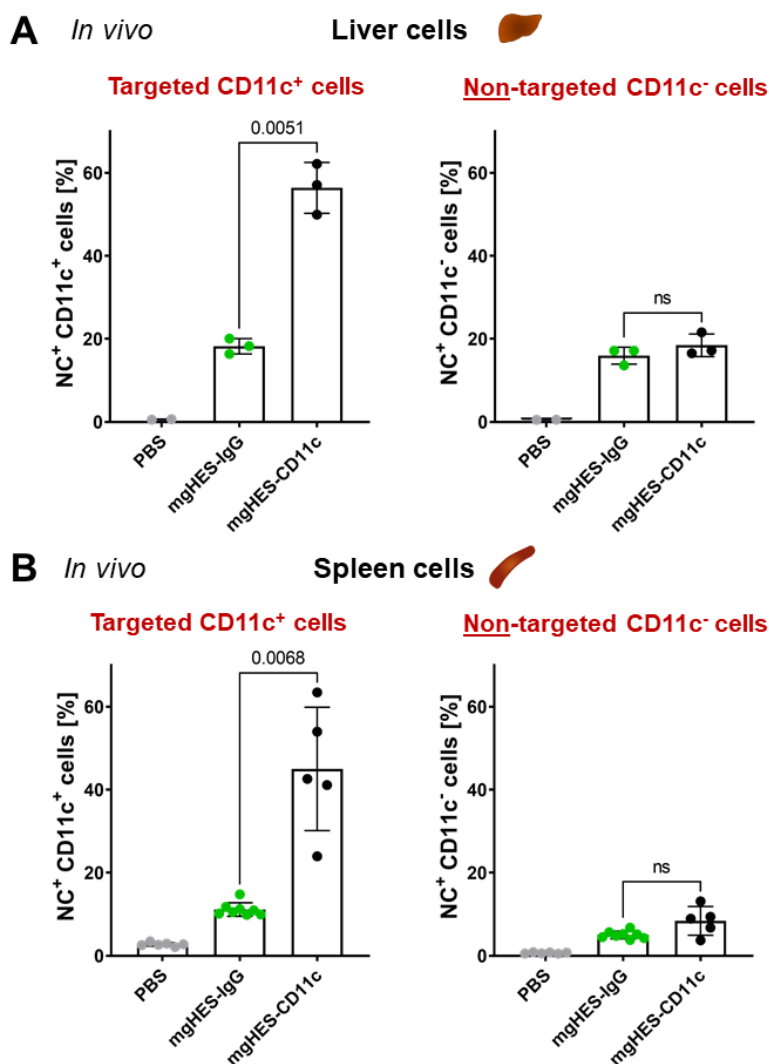 A In vivo Liver cells
Targeted CD11c⁺ cells
Non-targeted CD11c⁻ cells
NC⁺ CD11c⁺ cells [%]
60
40
20
0
0.0051
PBS
mgHES-IgG
mgHES-CD11c
NC⁺ CD11c⁻ cells [%]
60
40
20
0
ns
PBS
mgHES-IgG
mgHES-CD11c
B In vivo Spleen cells
Targeted CD11c⁺ cells
Non-targeted CD11c⁻ cells
NC⁺ CD11c⁺ cells [%]
60
40
20
0
0.0068
PBS
mgHES-IgG
mgHES-CD11c
NC⁺ CD11c⁻ cells [%]
60
40
20
0
ns
PBS
mgHES-IgG
mgHES-CD11c